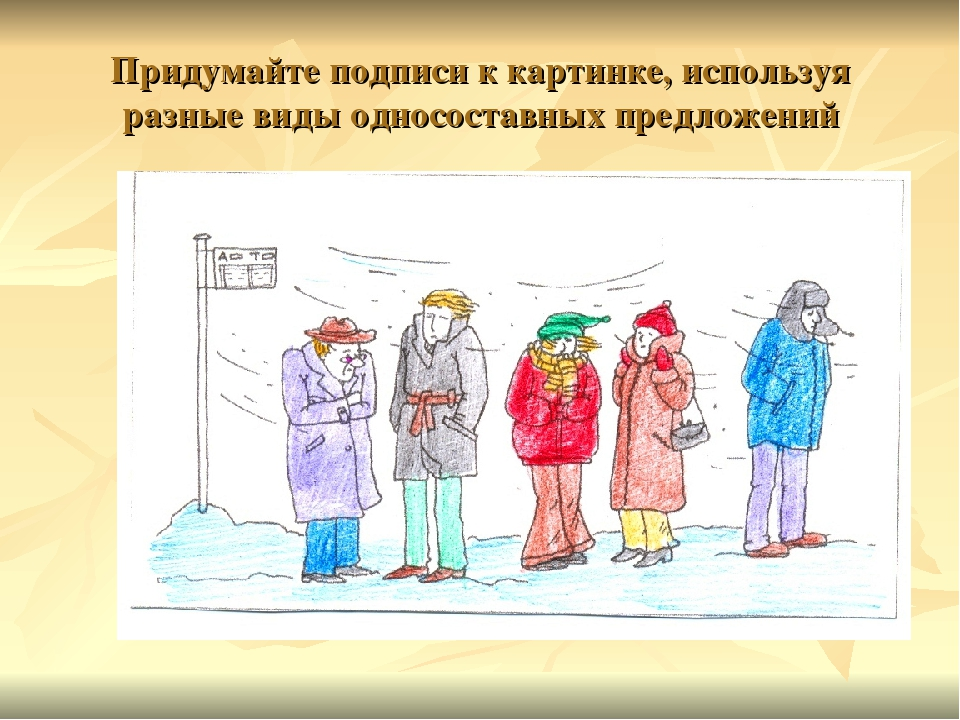 Придумайте подписи к картинке, используя
разные виды односоставных предложений
А Т